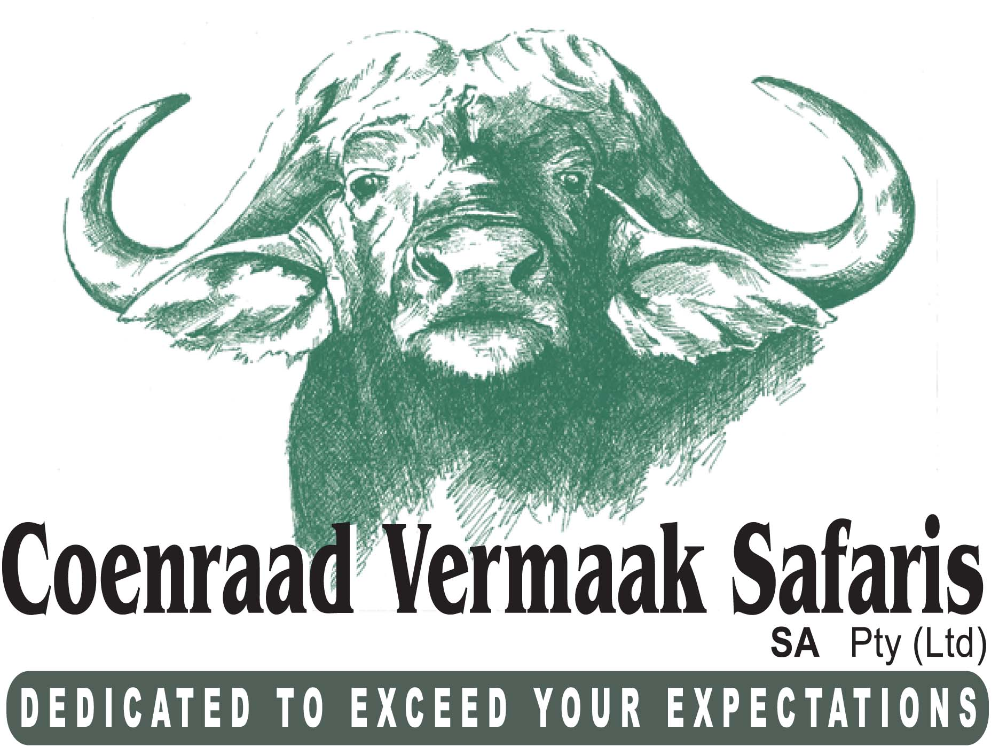 Coenraad Vermaak Safaris
SA Pty (Ltd)
DEDICATED TO EXCEED YOUR EXPECTATIONS